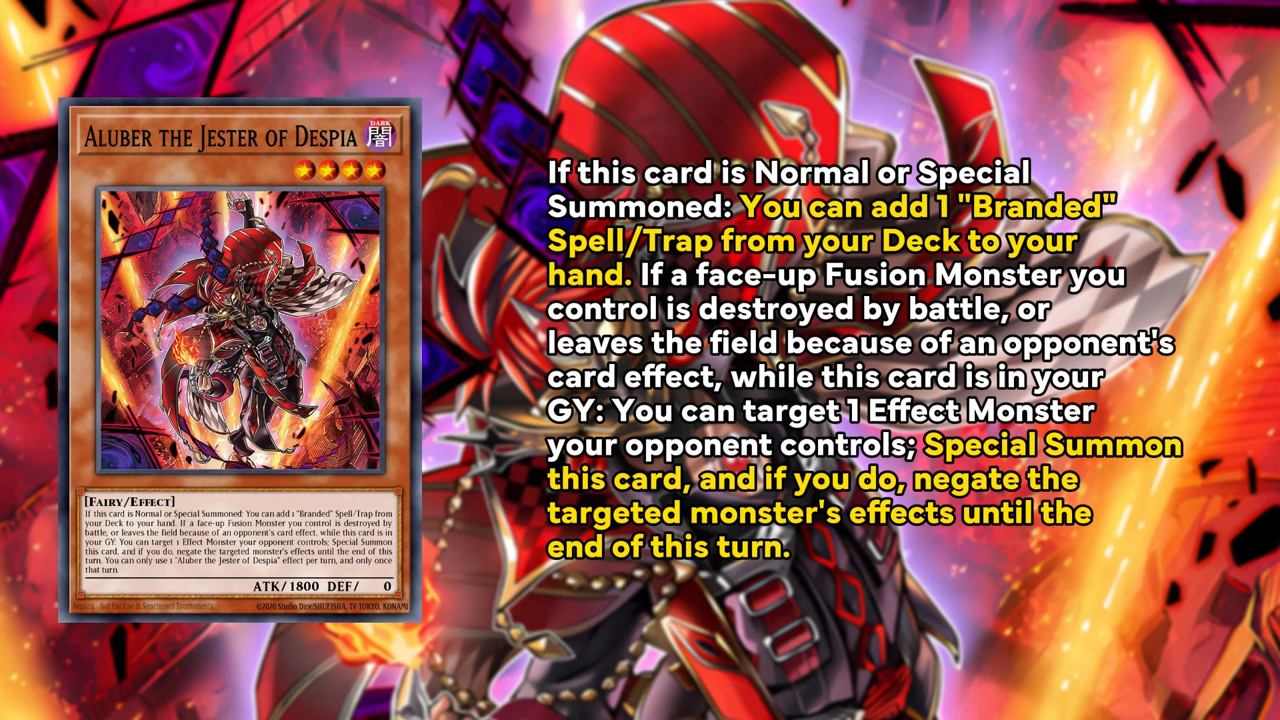 ALUBER THE JESTER OF DESPIA
DARK
闇
[FAIRY/EFFECT]
If this card is Normal or Special Summoned: You can add 1 "Branded" Spell/Trap from
your Deck to your hand. If a face-up Fusion Monster you control is destroyed by
battle, or leaves the field because of an opponent's card effect, while this card is in
your GY: You can target 1 Effect Monster your opponent controls; Special Summon
this card, and if you do, negate the targeted monster's effects until the end of this
turn. You can only use 1 "Aluber the Jester of Despia" effect per turn, and only once
that turn.
ATK/1800 DEF/ 0
Replica - Not For Use in Sanctioned Tournaments
©2020 Studio Dice/SHUEISHA, TV TOKYO, KONAMI
If this card is Normal or Special
Summoned: You can add 1 "Branded"
Spell/Trap from your Deck to your
hand. If a face-up Fusion Monster you
control is destroyed by battle, or
leaves the field because of an opponent's
card effect, while this card is in your
GY: You can target 1 Effect Monster
your opponent controls; Special Summon
this card, and if you do, negate the
targeted monster's effects until the
end of this turn.